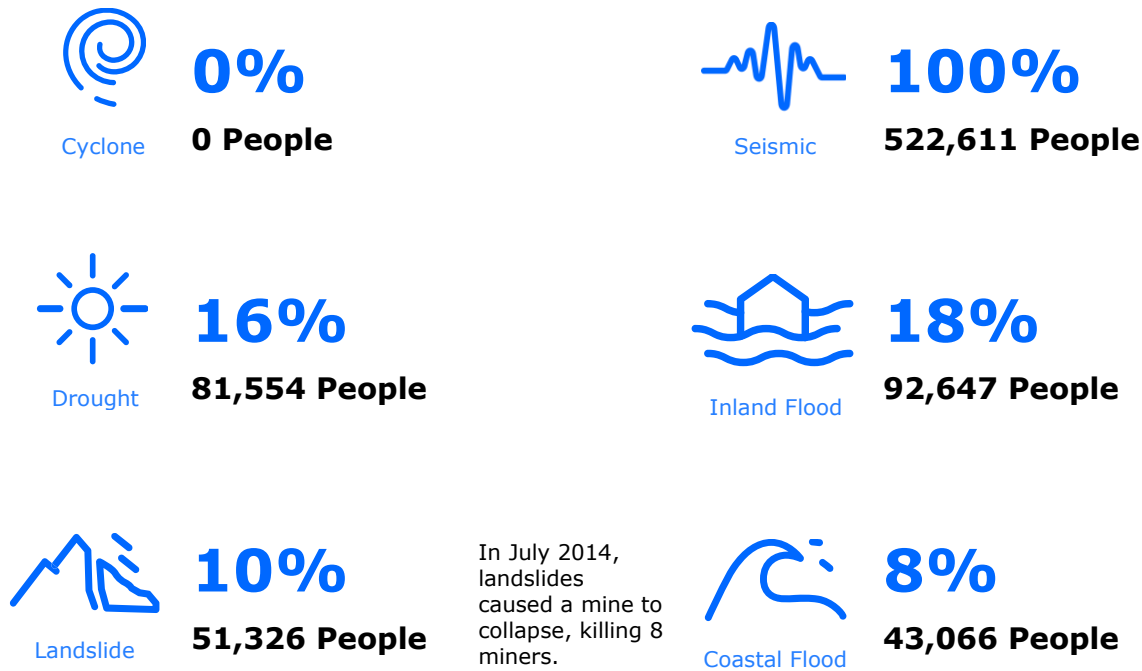 0%
0 People
Cyclone
100%
522,611 People
Seismic
16%
81,554 People
Drought
18%
92,647 People
Inland Flood
10%
51,326 People
Landslide
In July 2014,
landslides
caused a mine to
collapse, killing 8
miners.
8%
43,066 People
Coastal Flood